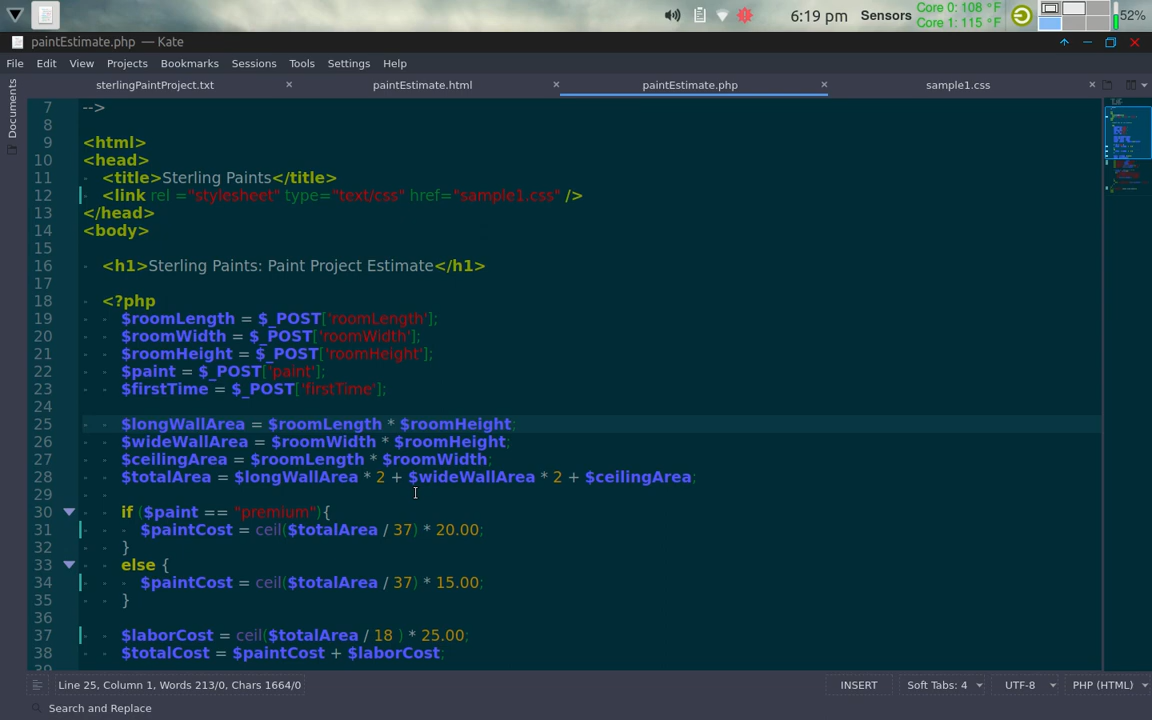 6:19 pm Sensors Core 0: 108 °F 52%
Core 1: 115 °F
paintEstimate.php — Kate
File Edit View Projects Bookmarks Sessions Tools Settings Help
Documents
sterlingPaintProject.txt paintEstimate.html paintEstimate.php sample1.css
7 -->
8
9 <html>
10 <head>
11 <title>Sterling Paints</title>
12 <link rel ="stylesheet" type="text/css" href="sample1.css" />
13 </head>
14 <body>
15
16 <h1>Sterling Paints: Paint Project Estimate</h1>
17
18 <?php
19 $roomLength = $_POST['roomLength'];
20 $roomWidth = $_POST['roomWidth'];
21 $roomHeight = $_POST['roomHeight'];
22 $paint = $_POST['paint'];
23 $firstTime = $_POST['firstTime'];
24
25 $longWallArea = $roomLength * $roomHeight;
26 $wideWallArea = $roomWidth * $roomHeight;
27 $ceilingArea = $roomLength * $roomWidth;
28 $totalArea = $longWallArea * 2 + $wideWallArea * 2 + $ceilingArea;
29
30 if ($paint == "premium"){
31 $paintCost = ceil($totalArea / 37) * 20.00;
32 }
33 else {
34 $paintCost = ceil($totalArea / 37) * 15.00;
35 }
36
37 $laborCost = ceil($totalArea / 18 ) * 25.00;
38 $totalCost = $paintCost + $laborCost;
Line 25, Column 1, Words 213/0, Chars 1664/0 INSERT Soft Tabs: 4 UTF-8 PHP (HTML)
Search and Replace